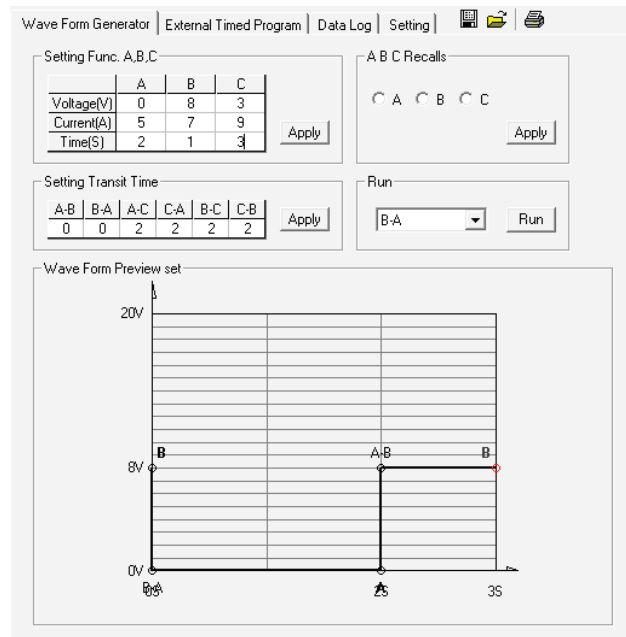 Wave Form Generator External Timed Program Data Log Setting
Setting Func. A,B,C
A B C
Voltage(V) 0 8 3
Current(A) 5 7 9
Time(S) 2 1 3
Apply
A B C Recalls
A B C
Apply
Setting Transit Time
A-B B-A A-C C-A B-C C-B
0 0 2 2 2 2
Apply
Run
B-A
Run
Wave Form Preview set
20V
B A-B B
8V
0V
B-A A
0S 2S 3S